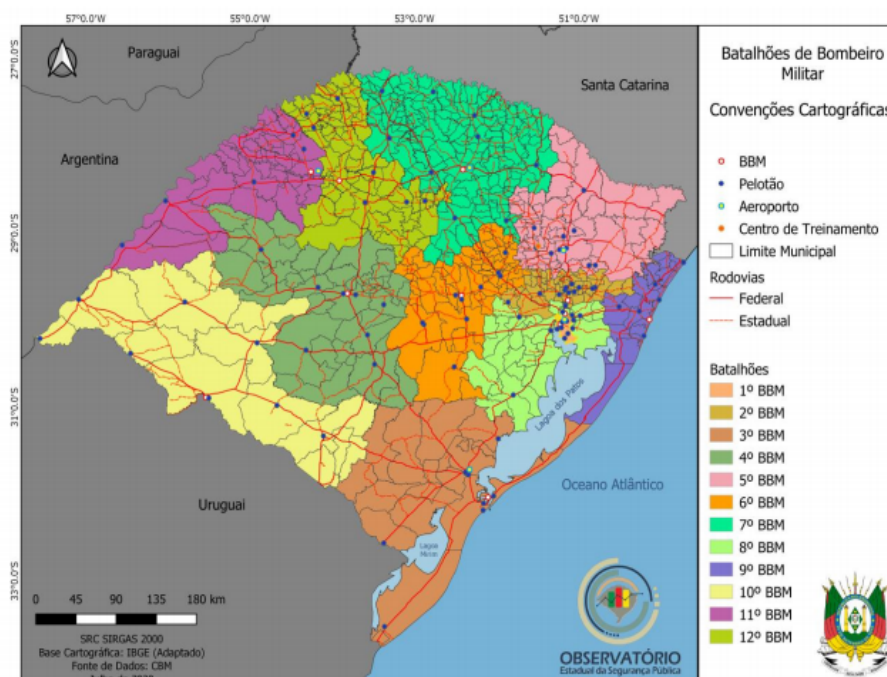 57°0.0'S
55°0.0'W
53°0.0'W
51°0.0'W
27°0.0'S
29°0.0'S
31°0.0'S
33°0.0'S
Paraguai
Santa Catarina
Argentina
Uruguai
Lagoa dos Patos
Lagoa
Oceano Atlântico
0 45 90 135 180 km
SRC SIRGAS 2000
Base Cartográfica: IBGE (Adaptado)
Fonte de Dados: CBM
OBSERVATÓRIO
Estadual da Segurança Pública
Batalhões de Bombeiro
Militar
Convenções Cartográficas
BBM
Pelotão
Aeroporto
Centro de Treinamento
Limite Municipal
Rodovias
Federal
Estadual
Batalhões
1º BBM
2º BBM
3º BBM
4º BBM
5º BBM
6º BBM
7º BBM
8º BBM
9º BBM
10º BBM
11º BBM
12º BBM